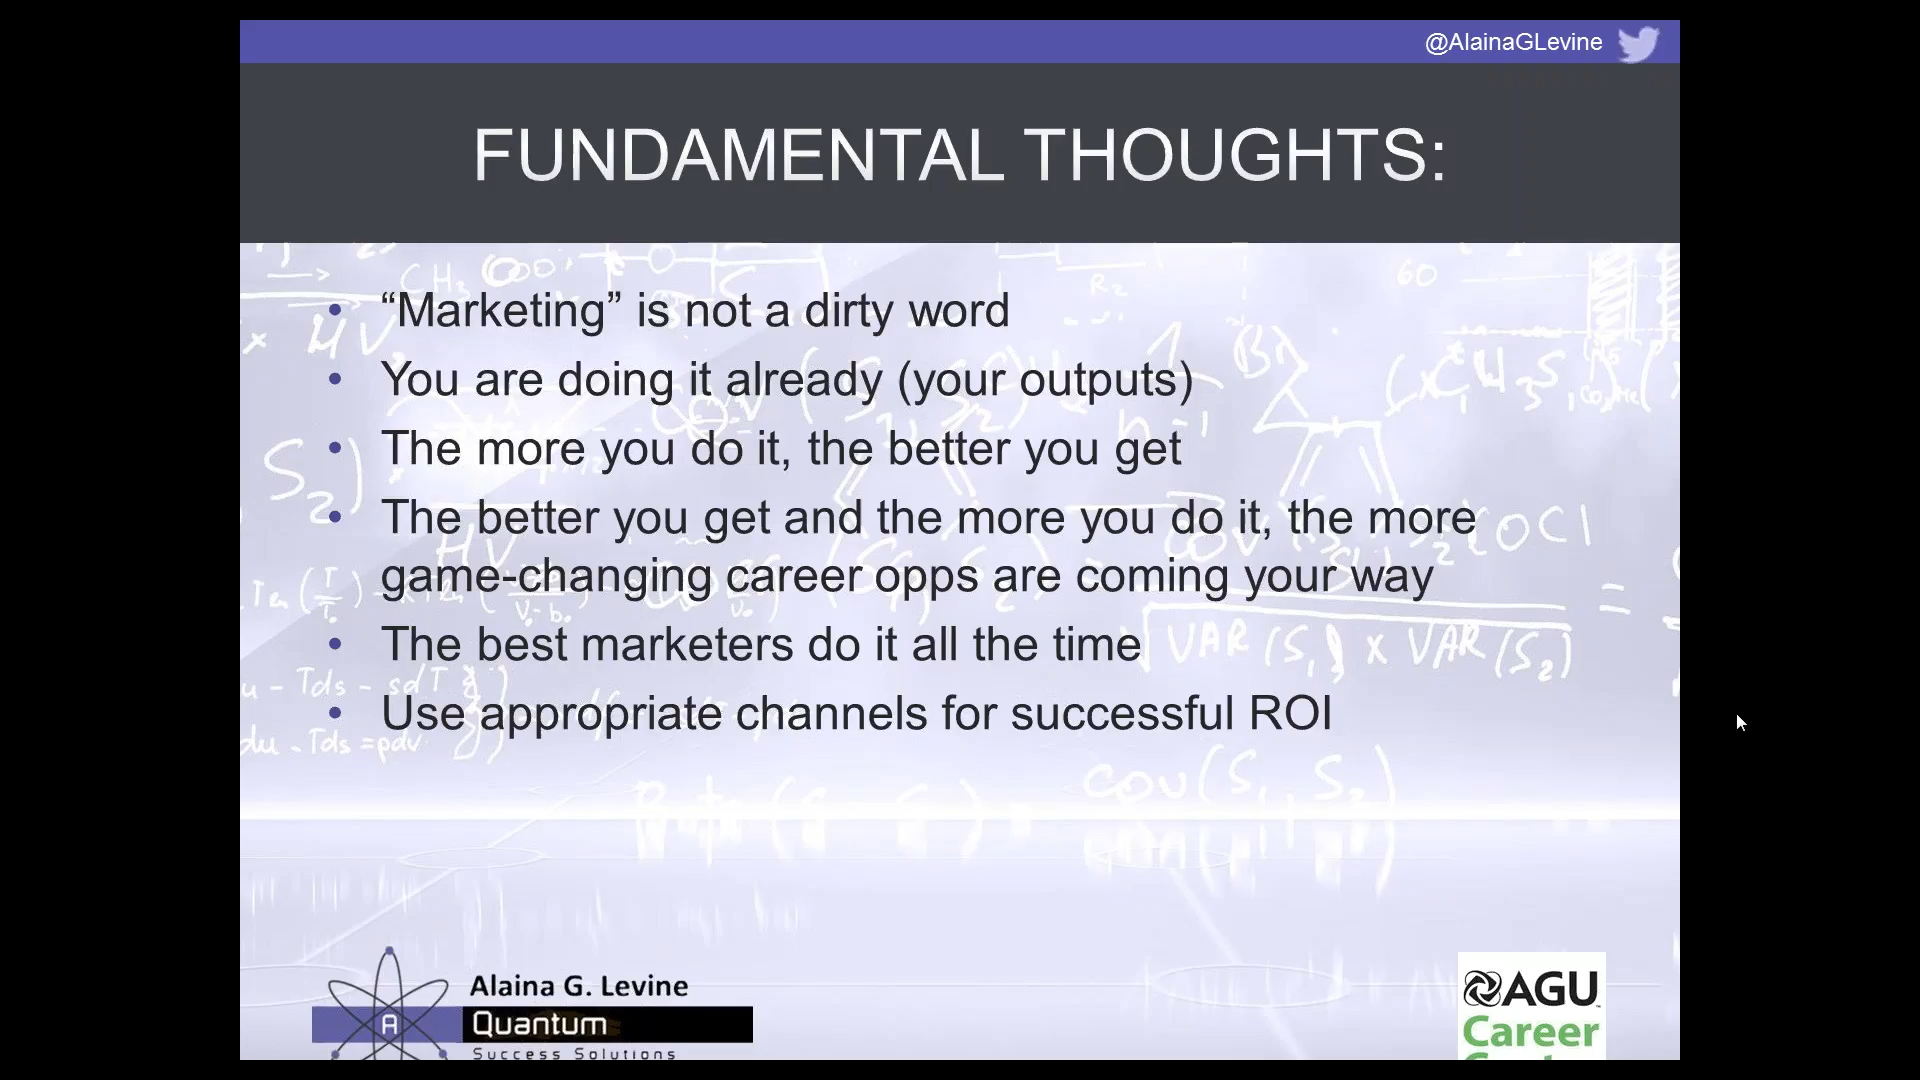 @AlainaGLevine
FUNDAMENTAL THOUGHTS:
• “Marketing” is not a dirty word
• You are doing it already (your outputs)
• The more you do it, the better you get
• The better you get and the more you do it, the more
game-changing career opps are coming your way
• The best marketers do it all the time
• Use appropriate channels for successful ROI
Alaina G. Levine
A
Quantum
Success Solutions
AGU
Career